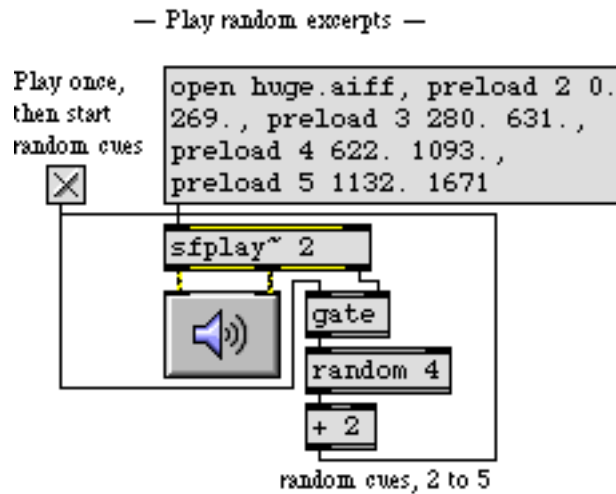 — Play random excerpts —
Play once,
then start
random cues
open huge.aiff, preload 2 0.
269., preload 3 280. 631.,
preload 4 622. 1093.,
preload 5 1132. 1671
sfplay~ 2
gate
random 4
+ 2
random cues, 2 to 5